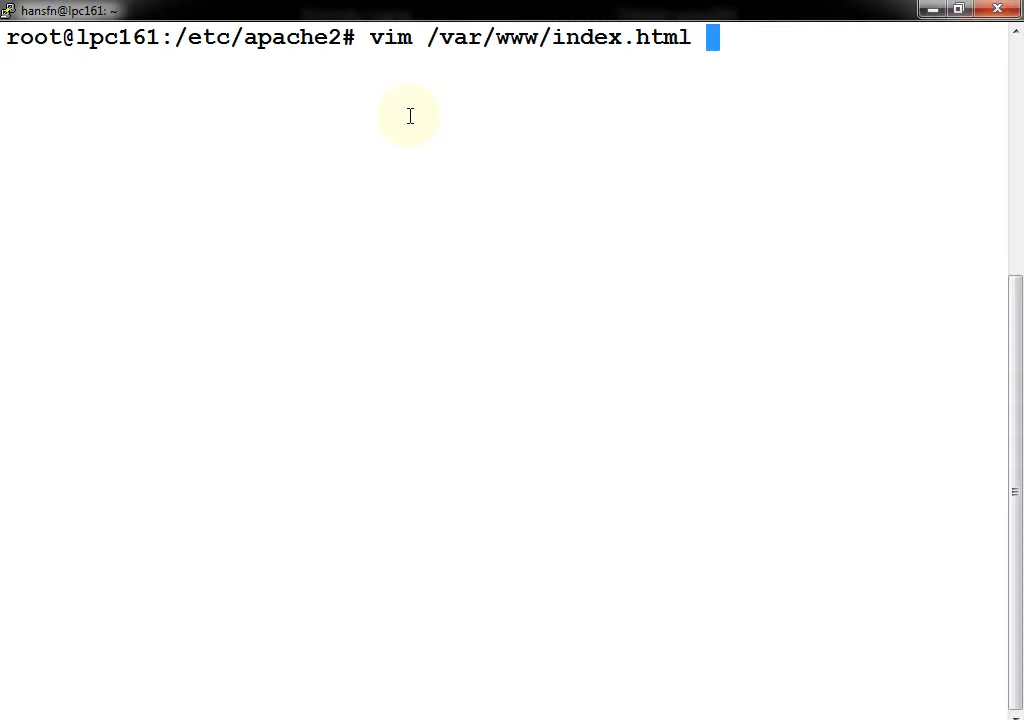 hansfn@lpc161: ~
root@lpc161:/etc/apache2# vim /var/www/index.html